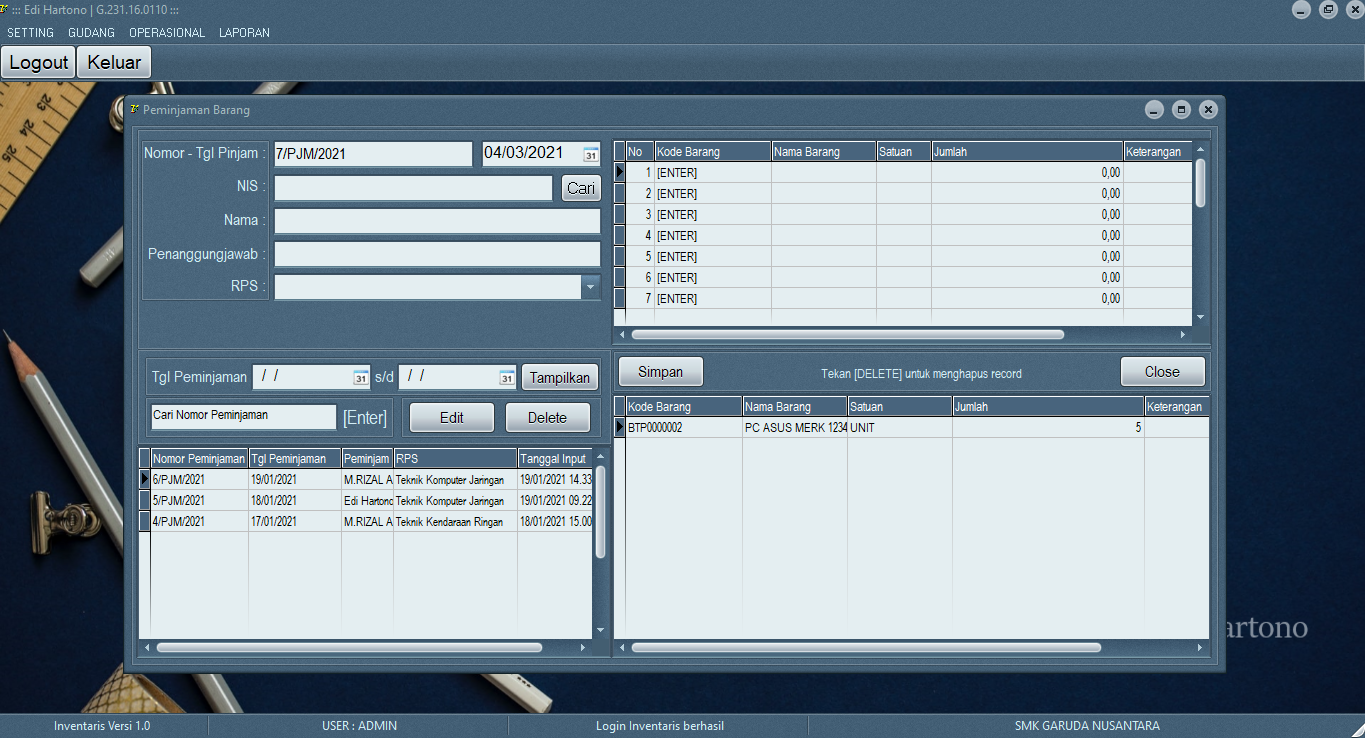 ::: Edi Hartono | G.231.16.0110 :::
SETTING GUDANG OPERASIONAL LAPORAN
Logout Keluar
Peminjaman Barang
Nomor - Tgl Pinjam : 7/PJM/2021 04/03/2021 31
NIS : Cari
Nama :
Penanggungjawab :
RPS :
No Kode Barang Nama Barang Satuan Jumlah Keterangan
1 [ENTER] 0,00
2 [ENTER] 0,00
3 [ENTER] 0,00
4 [ENTER] 0,00
5 [ENTER] 0,00
6 [ENTER] 0,00
7 [ENTER] 0,00
Tgl Peminjaman / / 31 s/d / / 31 Tampilkan
Cari Nomor Peminjaman [Enter] Edit Delete
Nomor Peminjaman Tgl Peminjaman Peminjam RPS Tanggal Input
6/PJM/2021 19/01/2021 M.RIZAL A Teknik Komputer Jaringan 19/01/2021 14.33
5/PJM/2021 18/01/2021 Edi Hartono Teknik Komputer Jaringan 19/01/2021 09.22
4/PJM/2021 17/01/2021 M.RIZAL A Teknik Kendaraan Ringan 18/01/2021 15.00
Simpan Tekan [DELETE] untuk menghapus record Close
Kode Barang Nama Barang Satuan Jumlah Keterangan
BTP0000002 PC ASUS MERK 1234 UNIT 5
artono
23 24 25
Inventaris Versi 1.0 USER : ADMIN Login Inventaris berhasil SMK GARUDA NUSANTARA